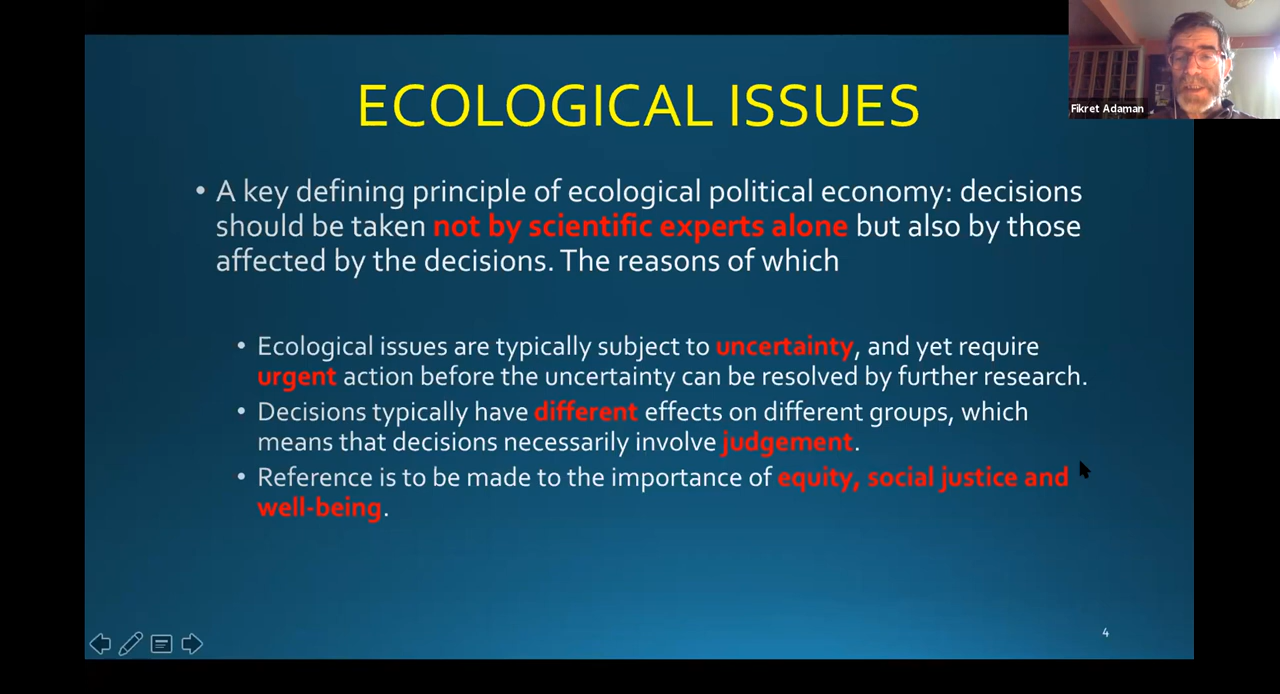 Fikret Adaman
ECOLOGICAL ISSUES
• A key defining principle of ecological political economy: decisions
should be taken not by scientific experts alone but also by those
affected by the decisions. The reasons of which
• Ecological issues are typically subject to uncertainty, and yet require
urgent action before the uncertainty can be resolved by further research.
• Decisions typically have different effects on different groups, which
means that decisions necessarily involve judgement.
• Reference is to be made to the importance of equity, social justice and
well-being.
4